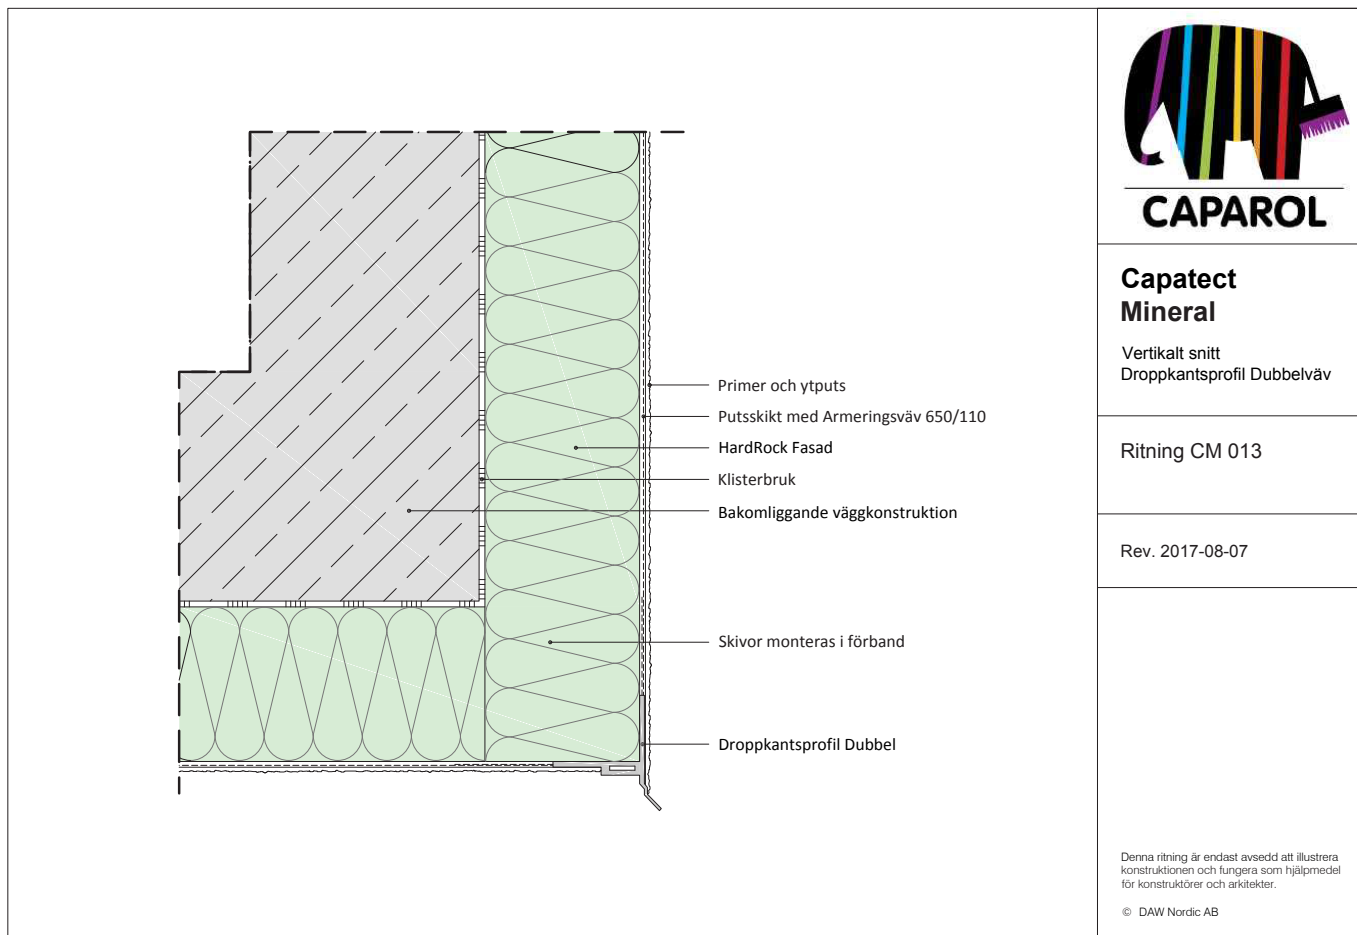 CAPAROL
Capatect
Mineral
Vertikalt snitt
Droppkantsprofil Dubbelväv
Ritning CM 013
Rev. 2017-08-07
Primer och ytputs
Putsskikt med Armeringsväv 650/110
HardRock Fasad
Klisterbruk
Bakomliggande väggkonstruktion
Skivor monteras i förband
Droppkantsprofil Dubbel
Denna ritning är endast avsedd att illustrera
konstruktionen och fungera som hjälpmedel
för konstruktörer och arkitekter.
© DAW Nordic AB